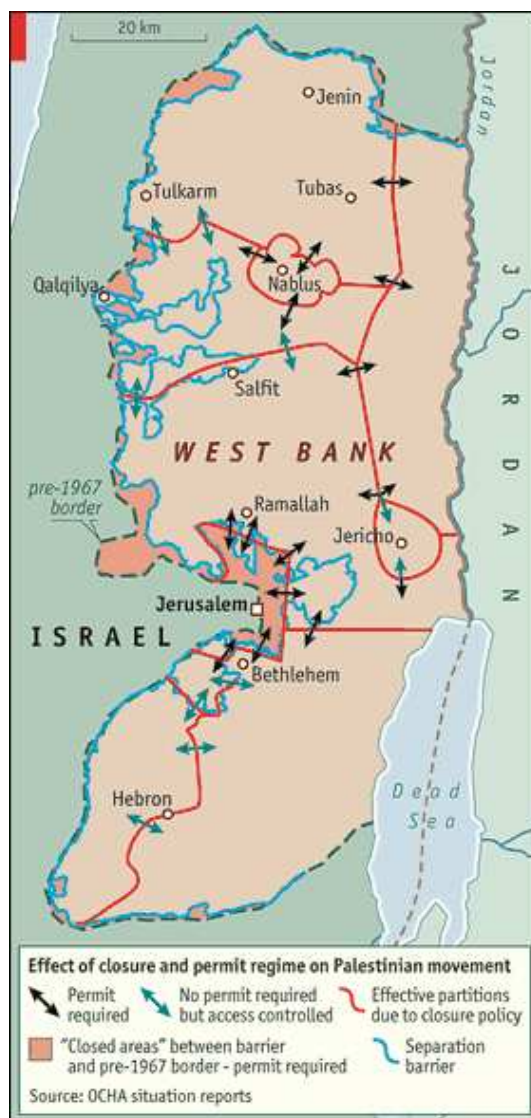 20 km
Jordan
Jenin
Tulkarm
Tubas
Qalqilya
Nablus
JORDAN
Salfit
WEST BANK
pre-1967
border
Ramallah
Jericho
Jerusalem
ISRAEL
Bethlehem
Dead
Sea
Hebron
Effect of closure and permit regime on Palestinian movement
Permit
required
No permit required
but access controlled
Effective partitions
due to closure policy
"Closed areas" between barrier
and pre-1967 border - permit required
Separation
barrier
Source: OCHA situation reports